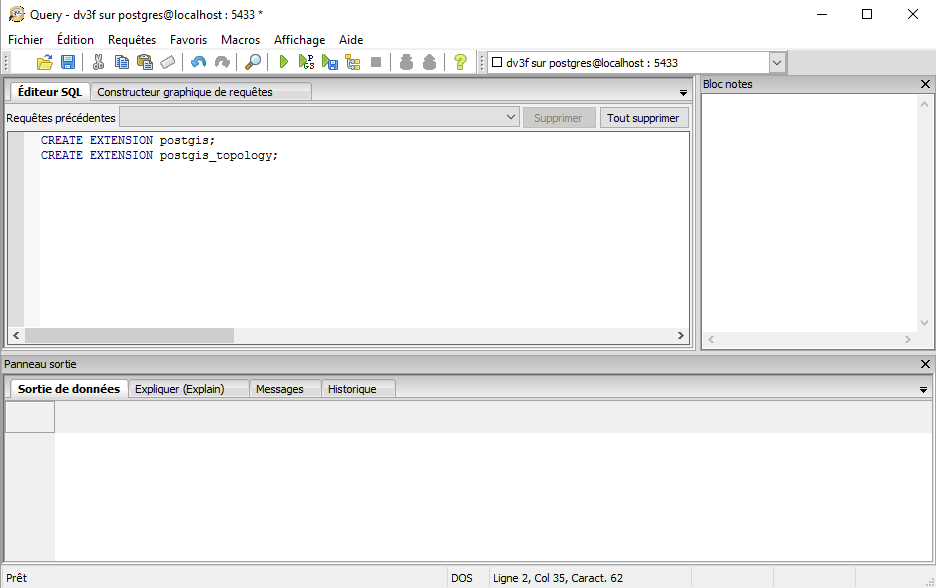 Query - dv3f sur postgres@localhost : 5433 *
Fichier Édition Requêtes Favoris Macros Affichage Aide
dv3f sur postgres@localhost : 5433
Éditeur SQL Constructeur graphique de requêtes
Bloc notes
Requêtes précédentes Supprimer Tout supprimer
CREATE EXTENSION postgis;
CREATE EXTENSION postgis_topology;
Panneau sortie
Sortie de données Expliquer (Explain) Messages Historique
Prêt DOS Ligne 2, Col 35, Caract. 62